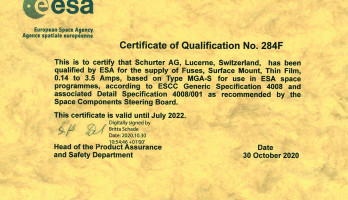 esa
European Space Agency
Agence spatiale européenne
Certificate of Qualification No. 284F
This is to certify that Schurter AG, Lucerne, Switzerland, has been
qualified by ESA for the supply of Fuses, Surface Mount, Thin Film,
0.14 to 3.5 Amps, based on Type MGA-S for use in ESA space
programmes, according to ESCC Generic Specification 4008 and
associated Detail Specification 4008/001 as recommended by the
Space Components Steering Board.
This certificate is valid until July 2022.
Digitally signed by
Britta Schade
Date: 2020.10.30
10:54:46 +01'00'
Head of the Product Assurance
and Safety Department
Date
30 October 2020